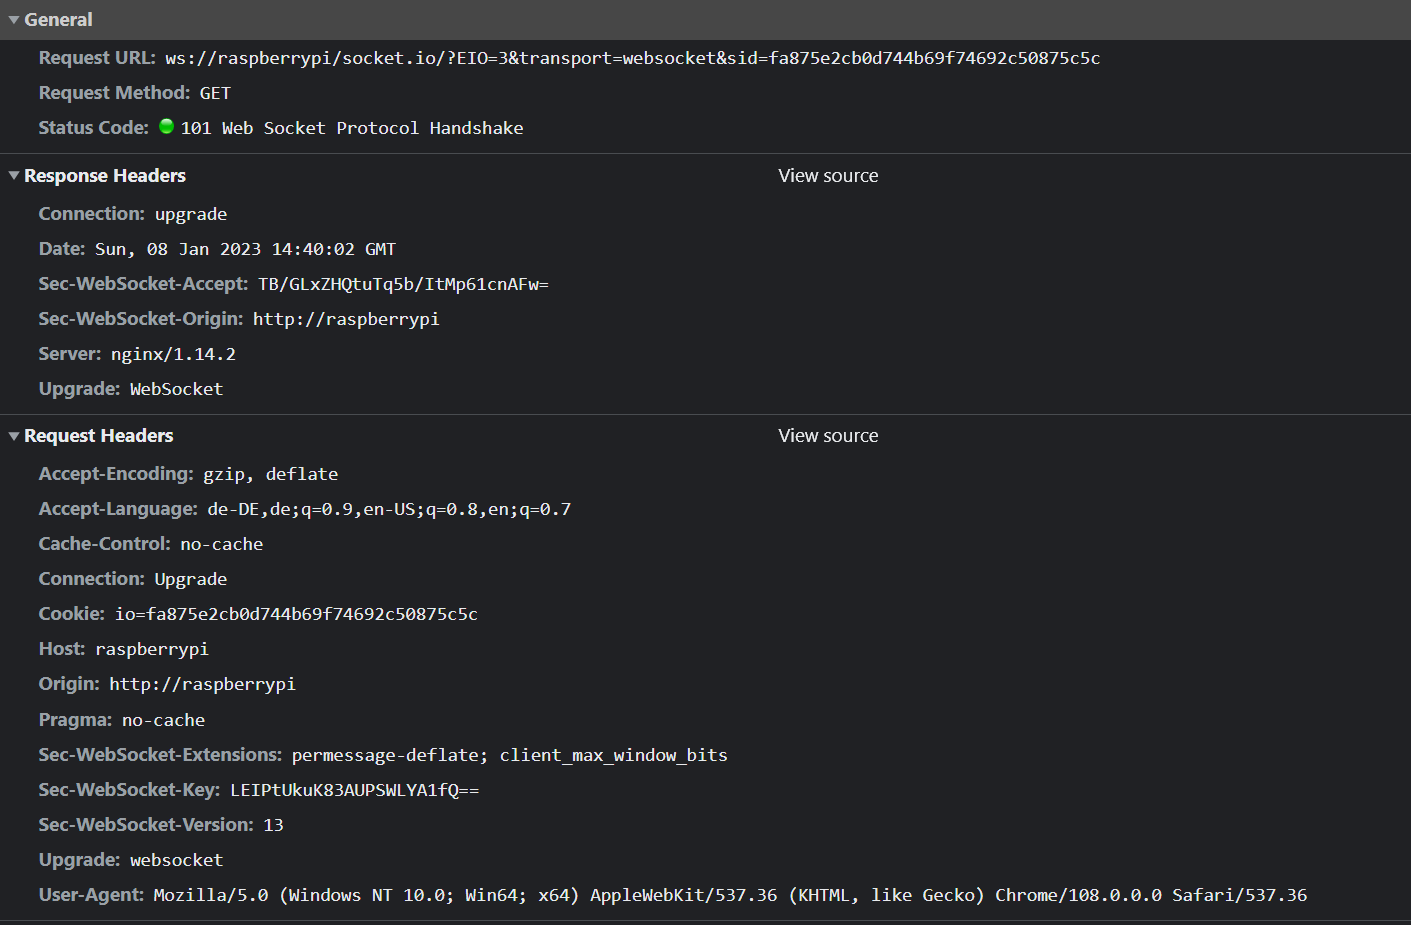 General
Request URL: ws://raspberrypi/socket.io/?EIO=3&transport=websocket&sid=fa875e2cb0d744b69f74692c50875c5c
Request Method: GET
Status Code: 101 Web Socket Protocol Handshake
Response Headers View source
Connection: upgrade
Date: Sun, 08 Jan 2023 14:40:02 GMT
Sec-WebSocket-Accept: TB/GLxZHQtuTq5b/ItMp61cnAFw=
Sec-WebSocket-Origin: http://raspberrypi
Server: nginx/1.14.2
Upgrade: WebSocket
Request Headers View source
Accept-Encoding: gzip, deflate
Accept-Language: de-DE,de;q=0.9,en-US;q=0.8,en;q=0.7
Cache-Control: no-cache
Connection: Upgrade
Cookie: io=fa875e2cb0d744b69f74692c50875c5c
Host: raspberrypi
Origin: http://raspberrypi
Pragma: no-cache
Sec-WebSocket-Extensions: permessage-deflate; client_max_window_bits
Sec-WebSocket-Key: LEIPtUkuK83AUPSWLYA1fQ==
Sec-WebSocket-Version: 13
Upgrade: websocket
User-Agent: Mozilla/5.0 (Windows NT 10.0; Win64; x64) AppleWebKit/537.36 (KHTML, like Gecko) Chrome/108.0.0.0 Safari/537.36